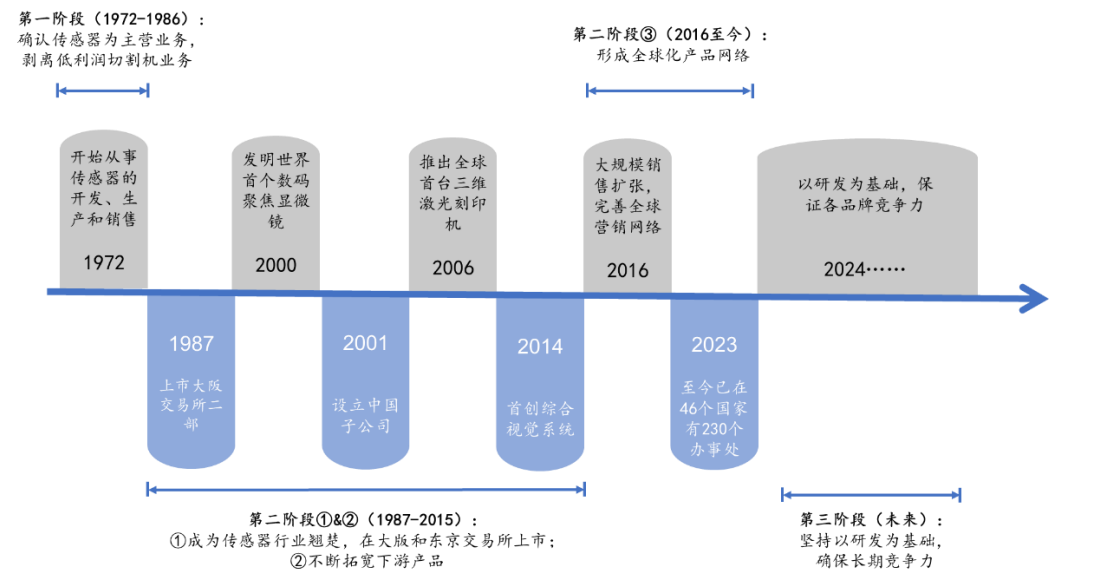 第一阶段（1972-1986）：
确认传感器为主营业务，
剥离低利润切割机业务
第二阶段③（2016至今）：
形成全球化产品网络
开始从事
传感器的
开发、生
产和销售
1972
发明世界
首个数码
聚焦显微
镜
2000
推出全球
首台三维
激光刻印
机
2006
大规模销
售扩张，
完善全球
营销网络
2016
以研发为基础，保
证各品牌竞争力
2024……
1987
上市大阪
交易所二
部
2001
设立中国
子公司
2014
首创综合
视觉系统
2023
至今已在
46个国家
有230个
办事处
第二阶段①&②（1987-2015）：
①成为传感器行业翘楚，在大版和东京交易所上市；
②不断拓宽下游产品
第三阶段（未来）：
坚持以研发为基础，
确保长期竞争力